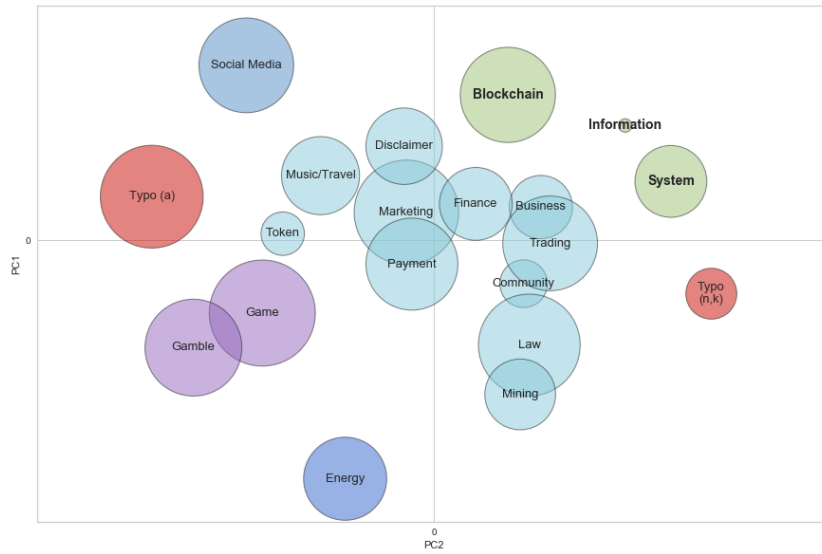 Social Media
Blockchain
Information
Disclaimer
Music/Travel
System
Typo (a)
Finance
Business
Marketing
Token
0
Trading
Payment
Community
Typo
(n,k)
Game
Gamble
Law
Mining
Energy
PC1
0
PC2